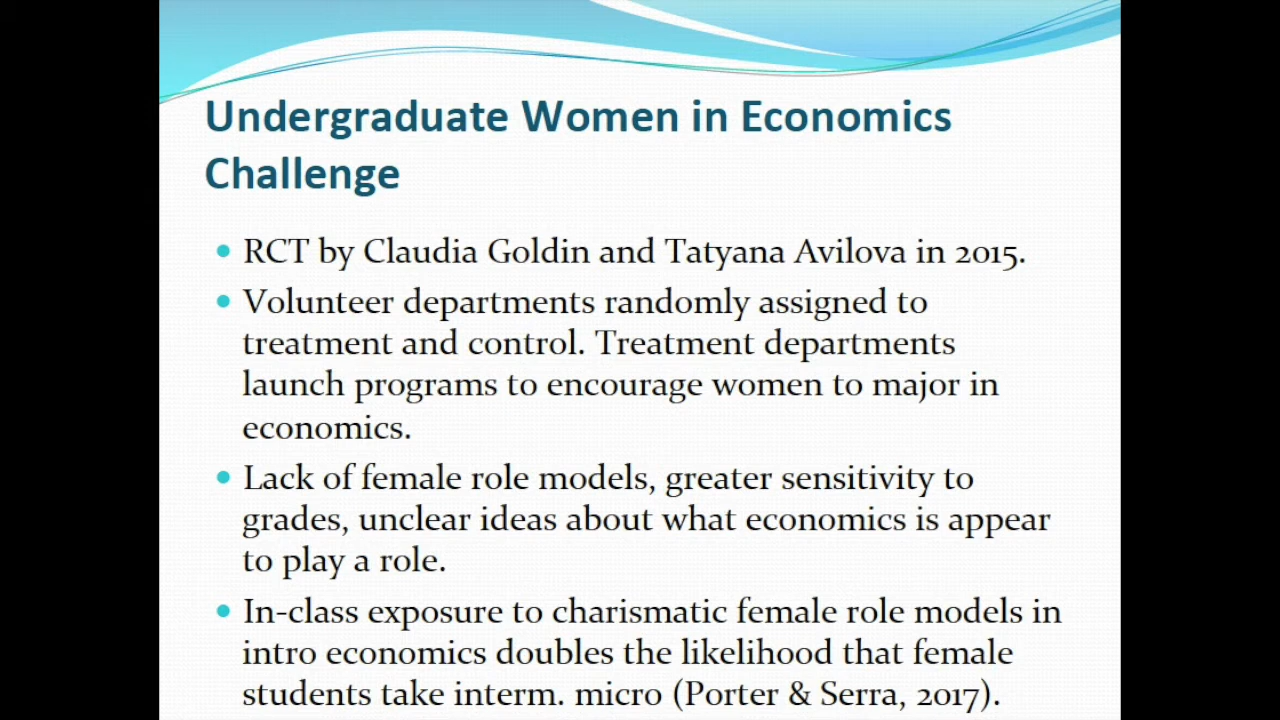 Undergraduate Women in Economics
Challenge
• RCT by Claudia Goldin and Tatyana Avilova in 2015.
• Volunteer departments randomly assigned to
treatment and control. Treatment departments
launch programs to encourage women to major in
economics.
• Lack of female role models, greater sensitivity to
grades, unclear ideas about what economics is appear
to play a role.
• In-class exposure to charismatic female role models in
intro economics doubles the likelihood that female
students take interm. micro (Porter & Serra, 2017).